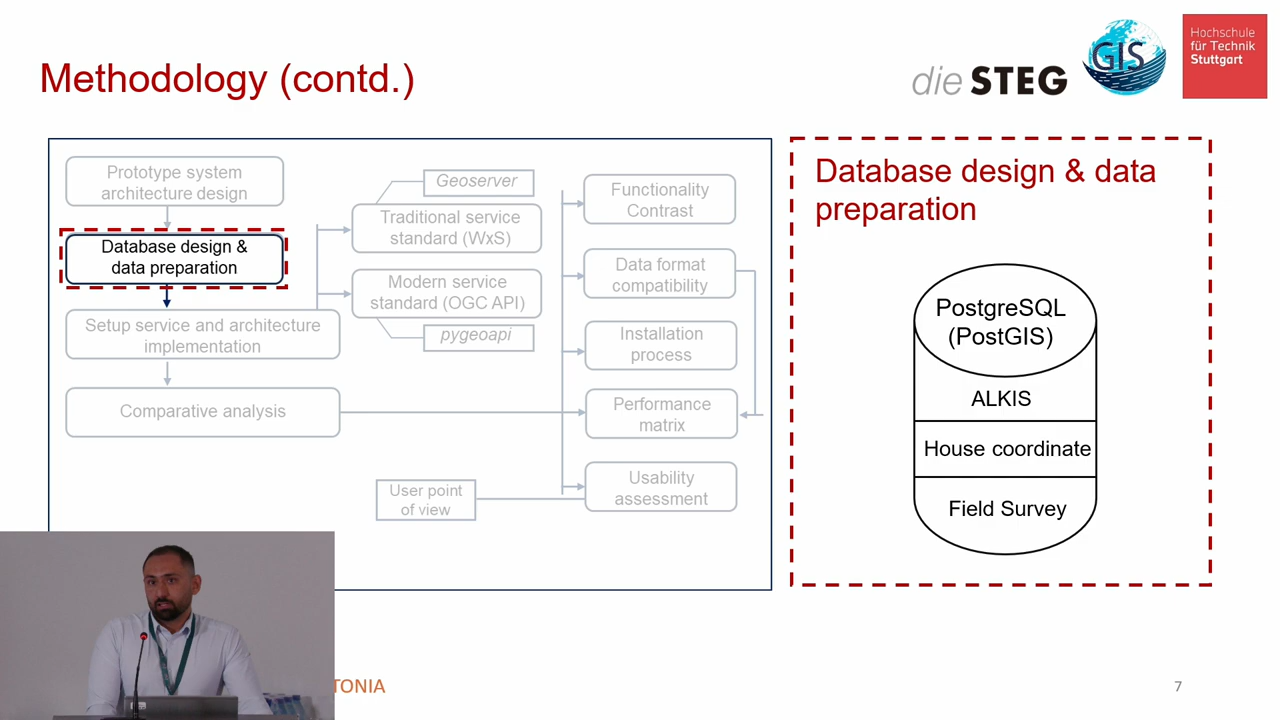 Methodology (contd.)
die STEG
GIS
Hochschule
für Technik
Stuttgart
Prototype system
architecture design
Database design &
data preparation
Setup service and architecture
implementation
Comparative analysis
Geoserver
Traditional service
standard (WxS)
Modern service
standard (OGC API)
pygeoapi
User point
of view
Functionality
Contrast
Data format
compatibility
Installation
process
Performance
matrix
Usability
assessment
Database design & data
preparation
PostgreSQL
(PostGIS)
ALKIS
House coordinate
Field Survey
TONIA
7